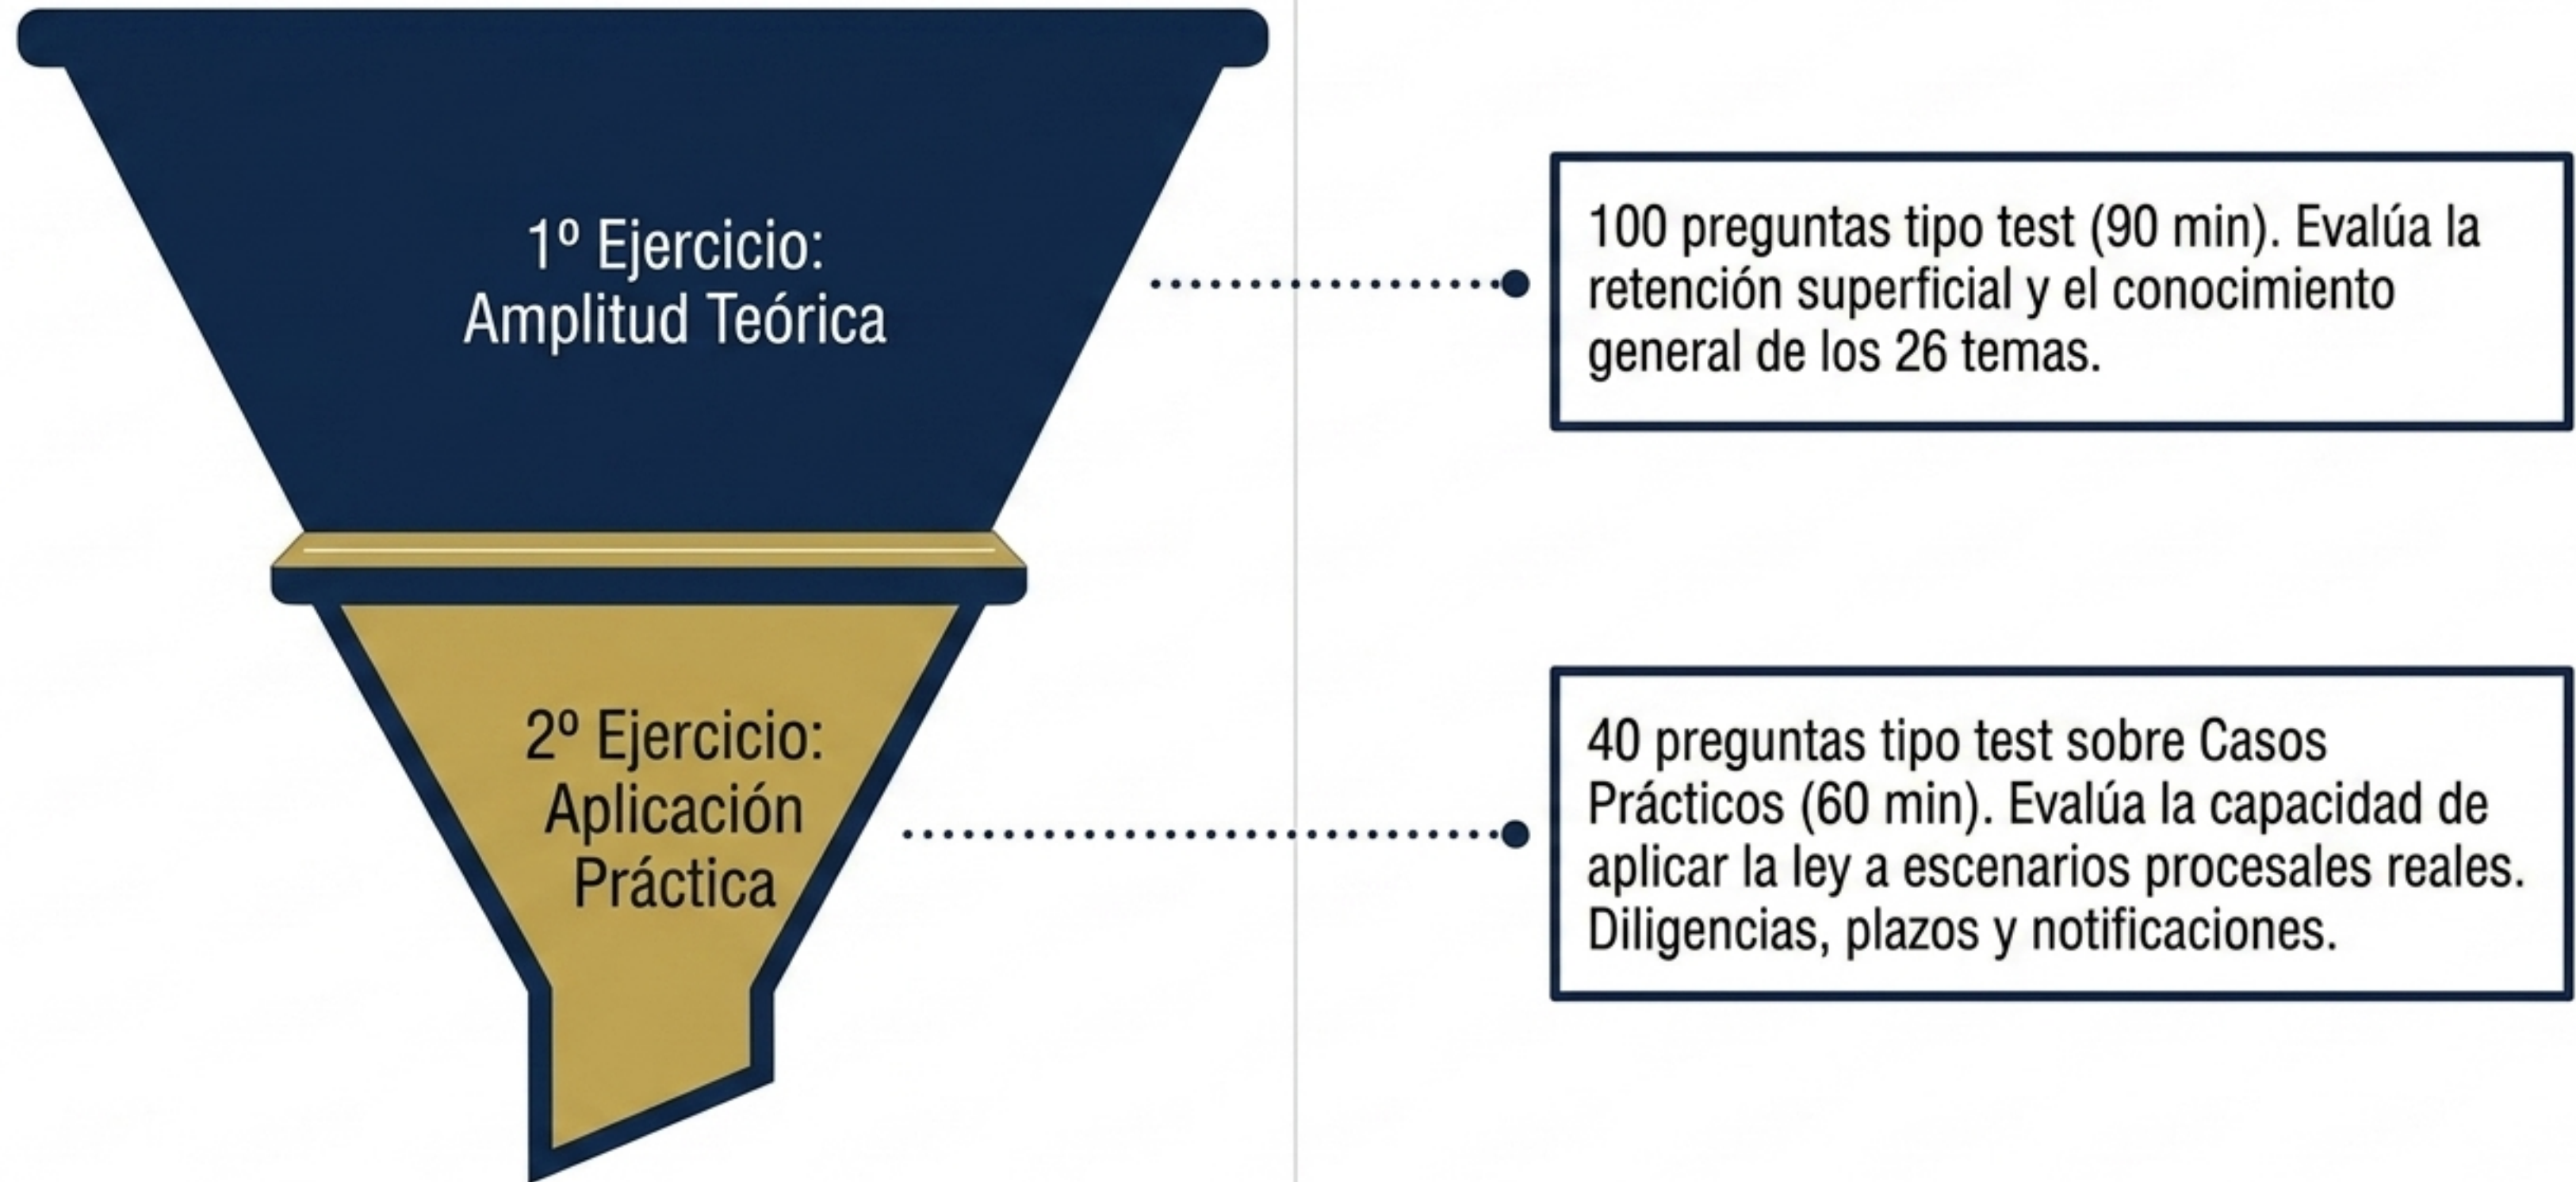 1º Ejercicio:
Amplitud Teórica
100 preguntas tipo test (90 min). Evalúa la
retención superficial y el conocimiento
general de los 26 temas.
2º Ejercicio:
Aplicación
Práctica
40 preguntas tipo test sobre Casos
Prácticos (60 min). Evalúa la capacidad de
aplicar la ley a escenarios procesales reales.
Diligencias, plazos y notificaciones.